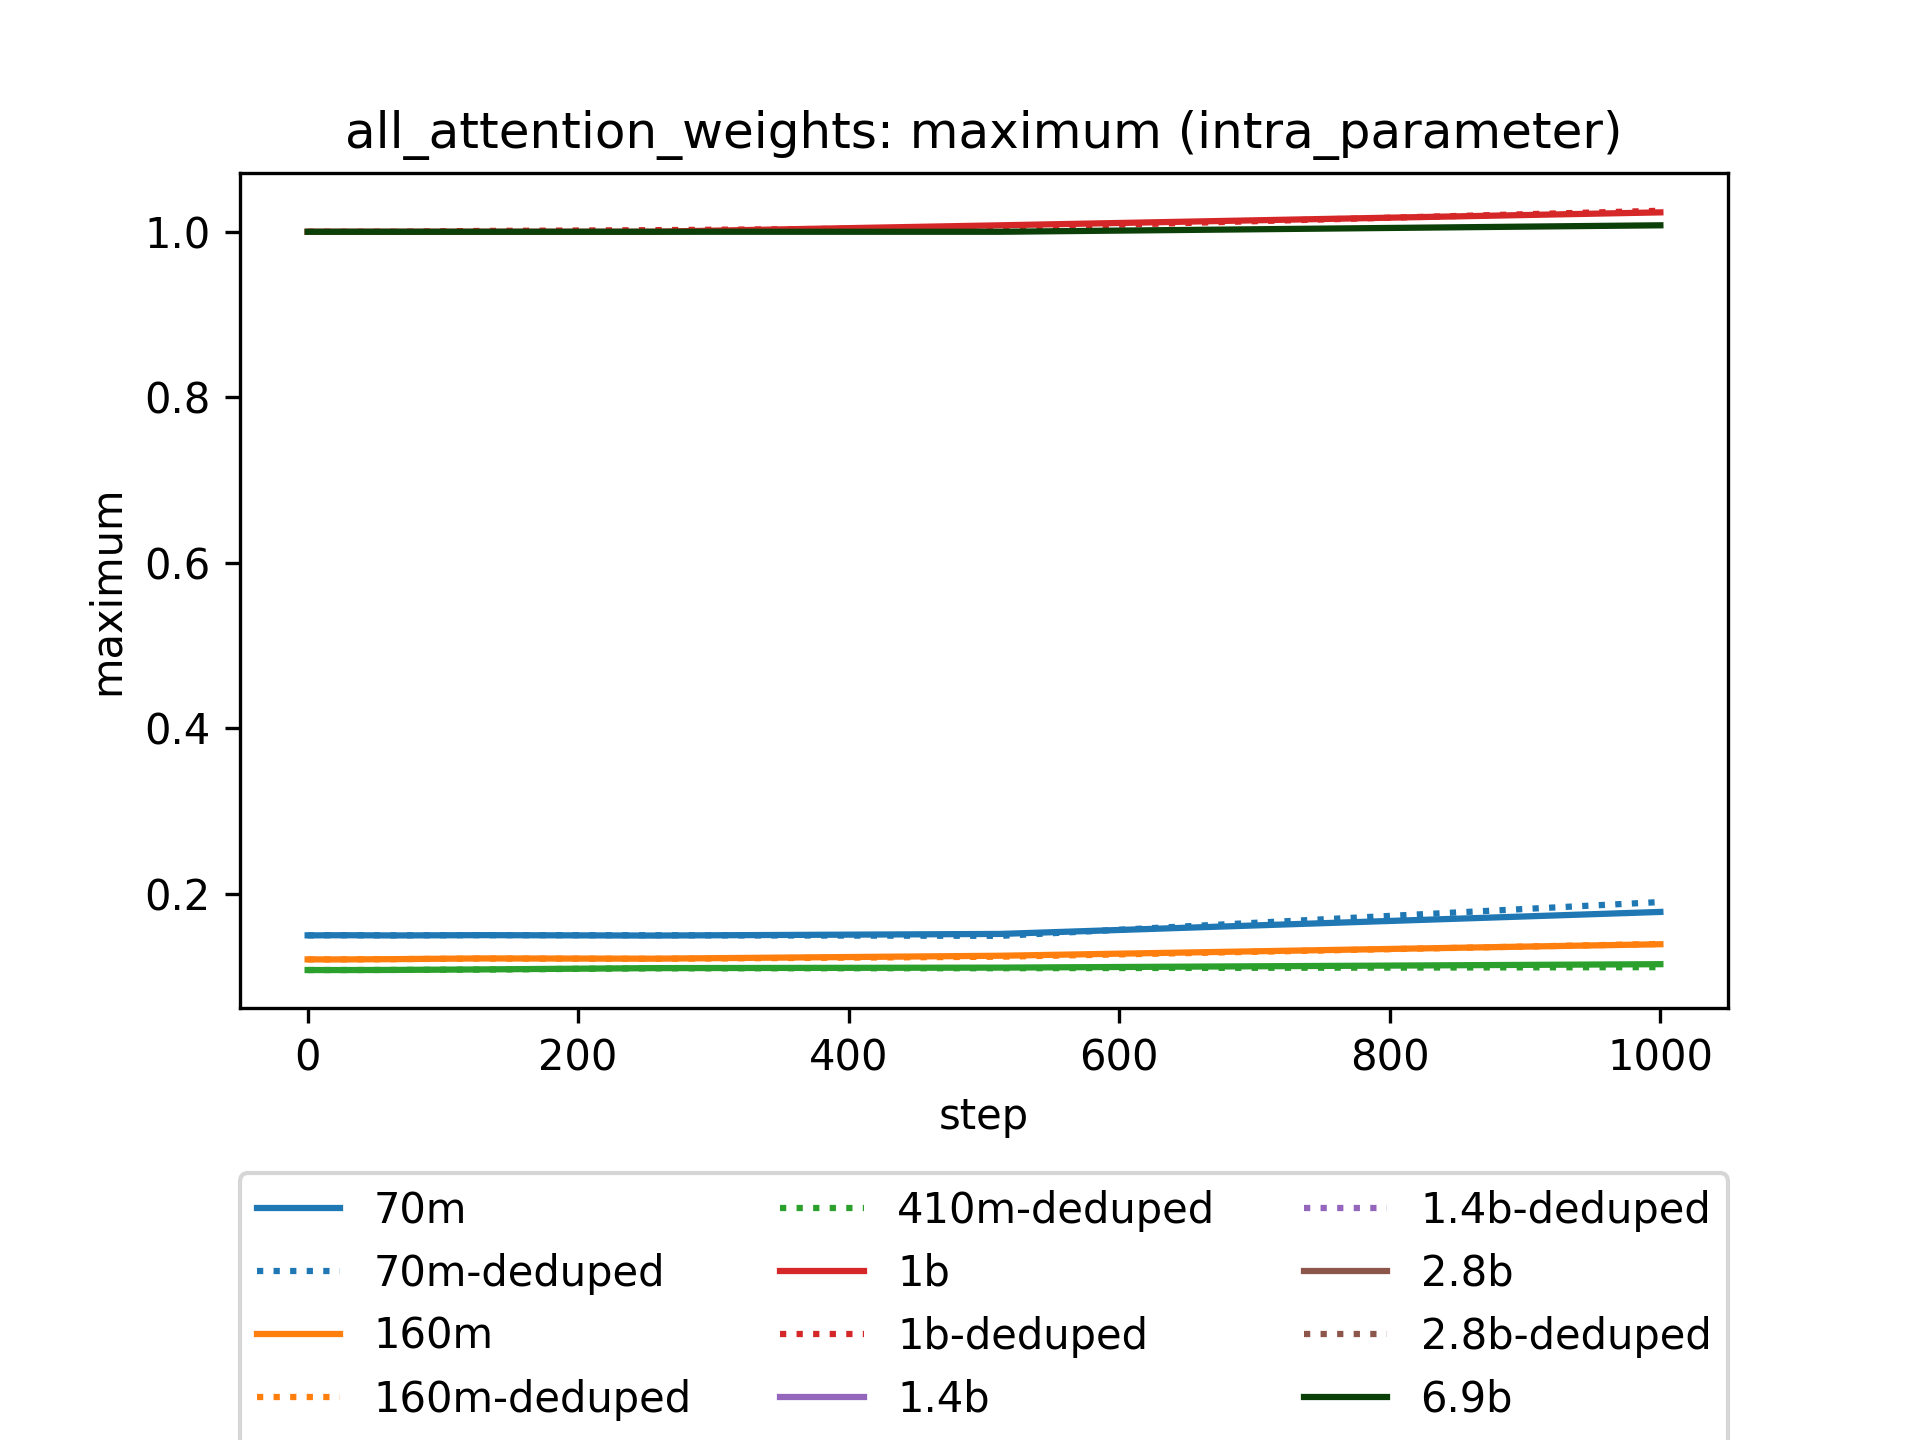 all_attention_weights: maximum (intra_parameter)
1.0
0.8
0.6
0.4
0.2
maximum
0 200 400 600 800 1000
step
70m 410m-deduped 1.4b-deduped
70m-deduped 1b 2.8b
160m 1b-deduped 2.8b-deduped
160m-deduped 1.4b 6.9b